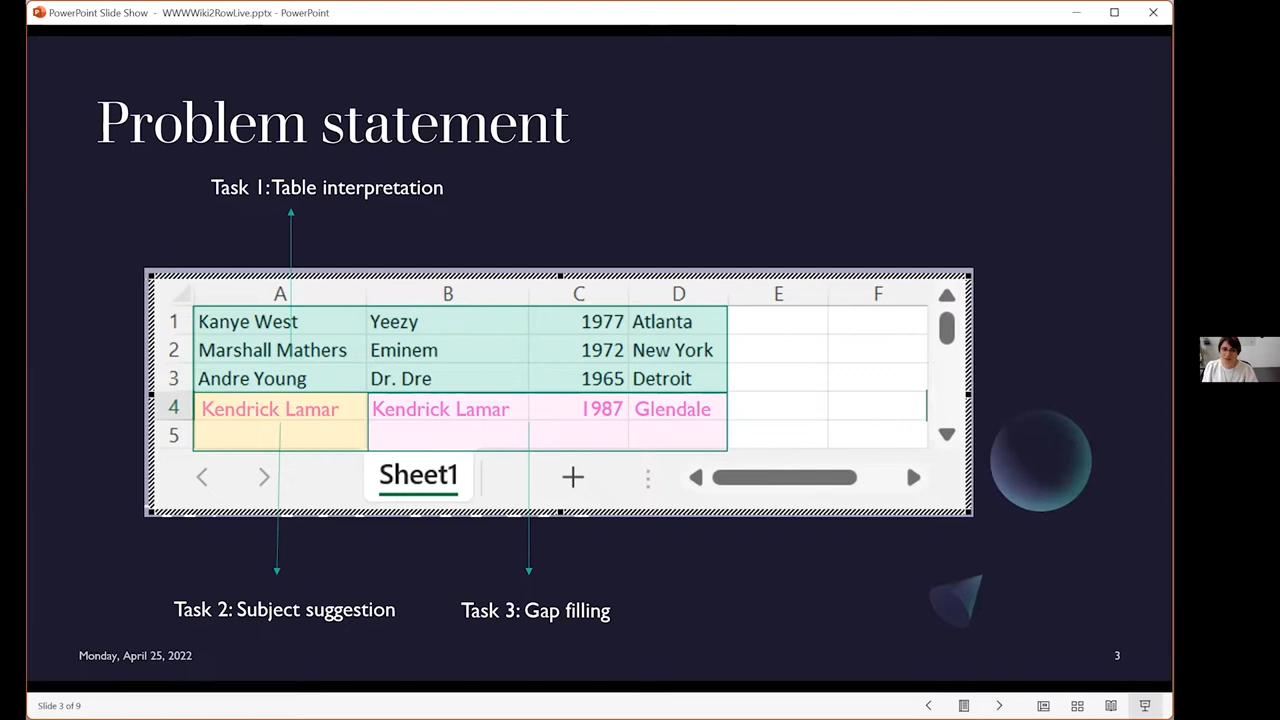 PowerPoint Slide Show - WWWWiki2RowLive.pptx - PowerPoint
Problem statement
Task 1: Table interpretation
A B C D E F
1 Kanye West Yeezy 1977 Atlanta
2 Marshall Mathers Eminem 1972 New York
3 Andre Young Dr. Dre 1965 Detroit
4 Kendrick Lamar Kendrick Lamar 1987 Glendale
5
Sheet1
Task 2: Subject suggestion Task 3: Gap filling
Monday, April 25, 2022 3
Slide 3 of 9